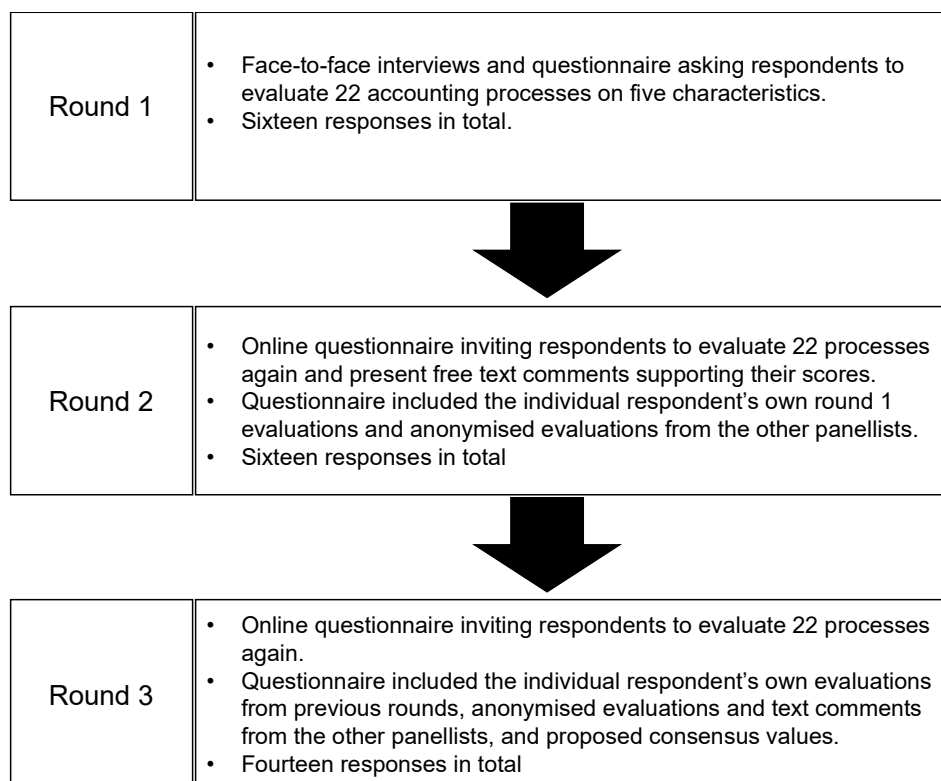 Round 1
• Face-to-face interviews and questionnaire asking respondents to
evaluate 22 accounting processes on five characteristics.
• Sixteen responses in total.
Round 2
• Online questionnaire inviting respondents to evaluate 22 processes
again and present free text comments supporting their scores.
• Questionnaire included the individual respondent’s own round 1
evaluations and anonymised evaluations from the other panellists.
• Sixteen responses in total
Round 3
• Online questionnaire inviting respondents to evaluate 22 processes
again.
• Questionnaire included the individual respondent’s own evaluations
from previous rounds, anonymised evaluations and text comments
from the other panellists, and proposed consensus values.
• Fourteen responses in total